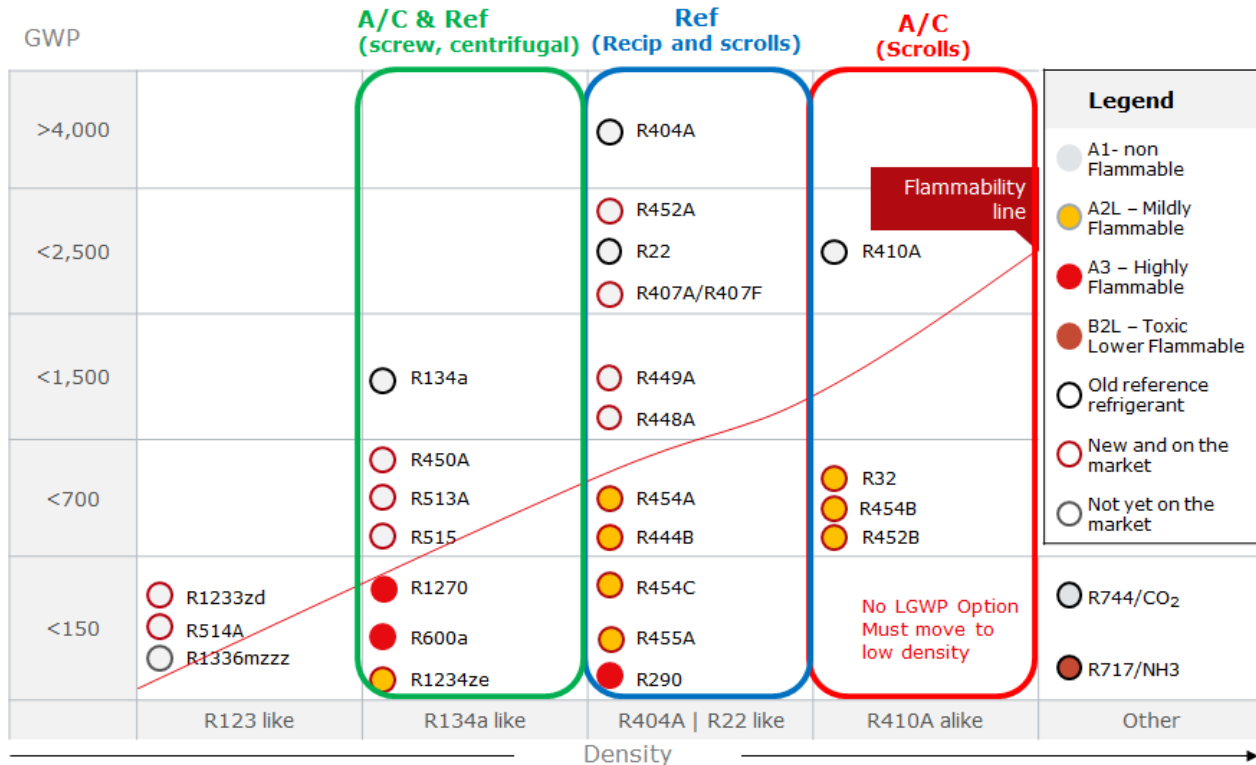 GWP
A/C & Ref
(screw, centrifugal)
Ref
(Recip and scrolls)
A/C
(Scrolls)
>4,000
R404A
<2,500
R452A
R22
R407A/R407F
R410A
Flammability
line
<1,500
R134a
R449A
R448A
<700
R450A
R513A
R515
R454A
R444B
R32
R454B
R452B
<150
R1233zd
R514A
R1336mzzz
R1270
R600a
R1234ze
R454C
R455A
R290
No LGWP Option
Must move to
low density
R744/CO₂
R717/NH3
R123 like
R134a like
R404A | R22 like
R410A alike
Other
Density
Legend
A1- non
Flammable
A2L – Mildly
Flammable
A3 – Highly
Flammable
B2L – Toxic
Lower Flammable
Old reference
refrigerant
New and on the
market
Not yet on the
market